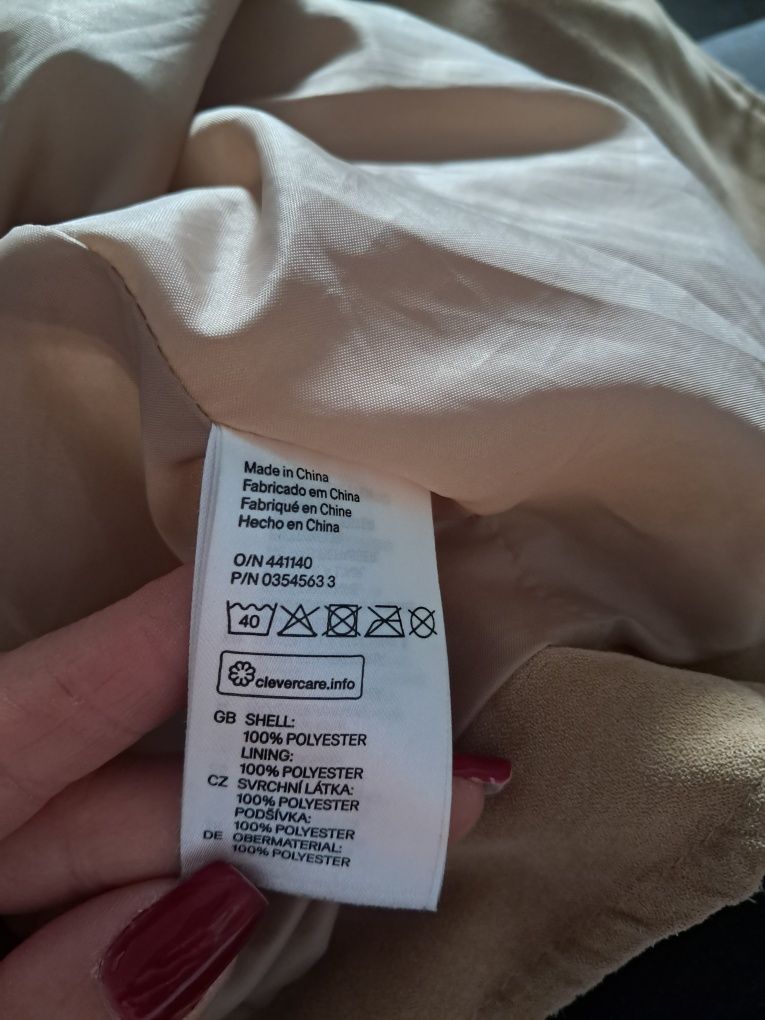 Made in China
Fabricado em China
Fabriqué en Chine
Hecho en China
O/N 441140
P/N 0354563 3
40
clevercare.info
GB SHELL:
100% POLYESTER
LINING:
100% POLYESTER
CZ SVRCHNÍ LÁTKA:
100% POLYESTER
PODŠÍVKA:
100% POLYESTER
DE OBERMATERIAL:
100% POLYESTER